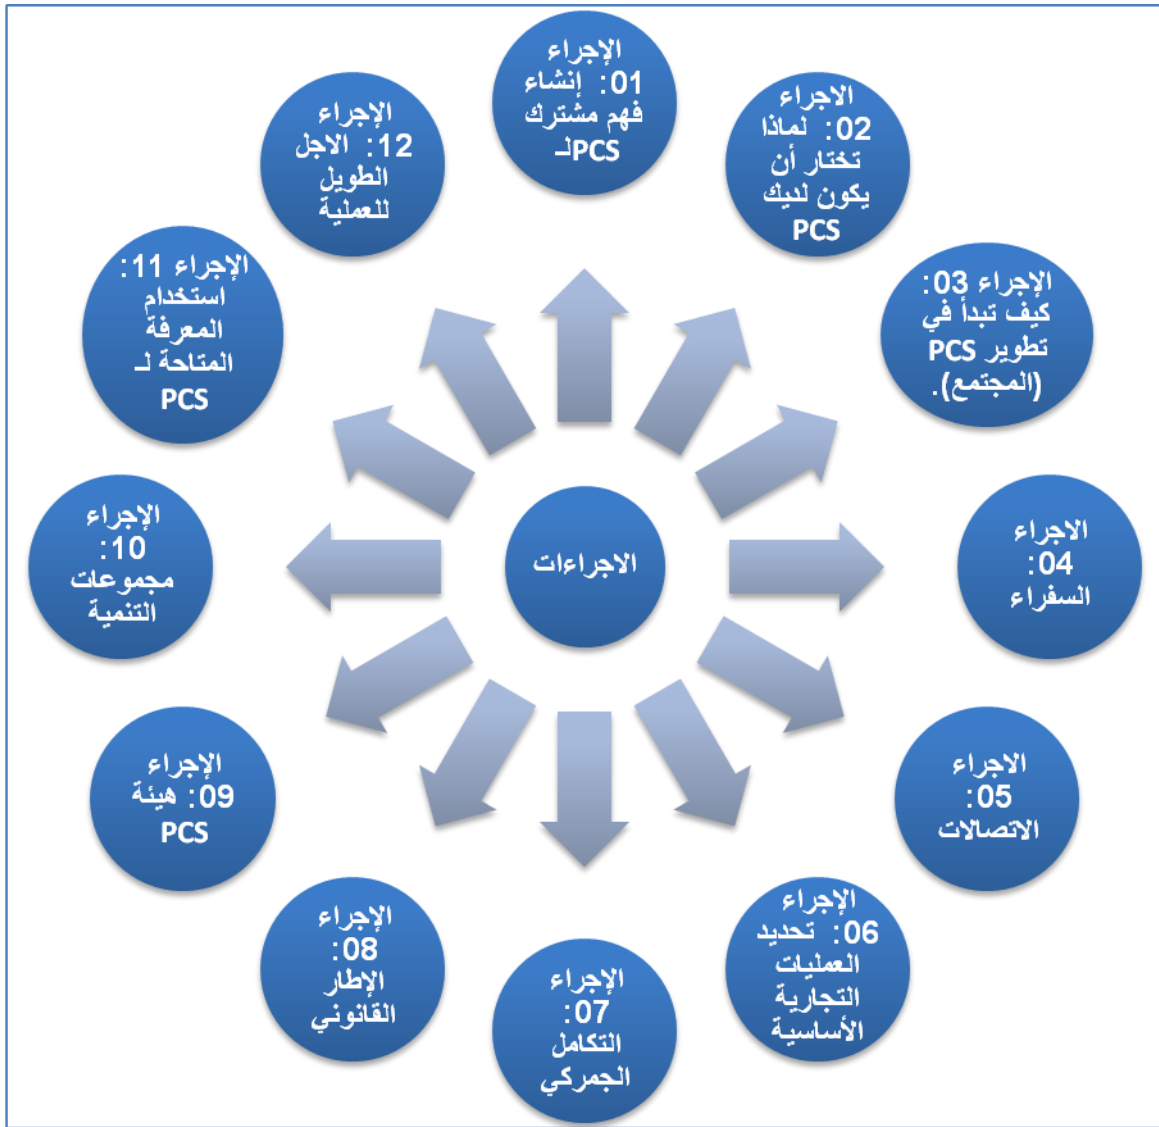 الإجراء
01: إنشاء
فهم مشترك
لـPCS
الاجراء
02: لماذا
تختار أن
يكون لديك
PCS
الإجراء 03:
كيف تبدأ في
تطوير PCS
(المجتمع).
الاجراء
04:
السفراء
الاجراء
05:
الاتصالات
الإجراء
06: تحديد
العمليات
التجارية
الأساسية
الإجراء
07:
التكامل
الجمركي
الإجراء
08:
الإطار
القانوني
الإجراء
09: هيئة
PCS
الإجراء
10:
مجموعات
التنمية
الإجراء 11:
استخدام
المعرفة
المتاحة لـ
PCS
الإجراء
12: الاجل
الطويل
للعملية
الاجراءات